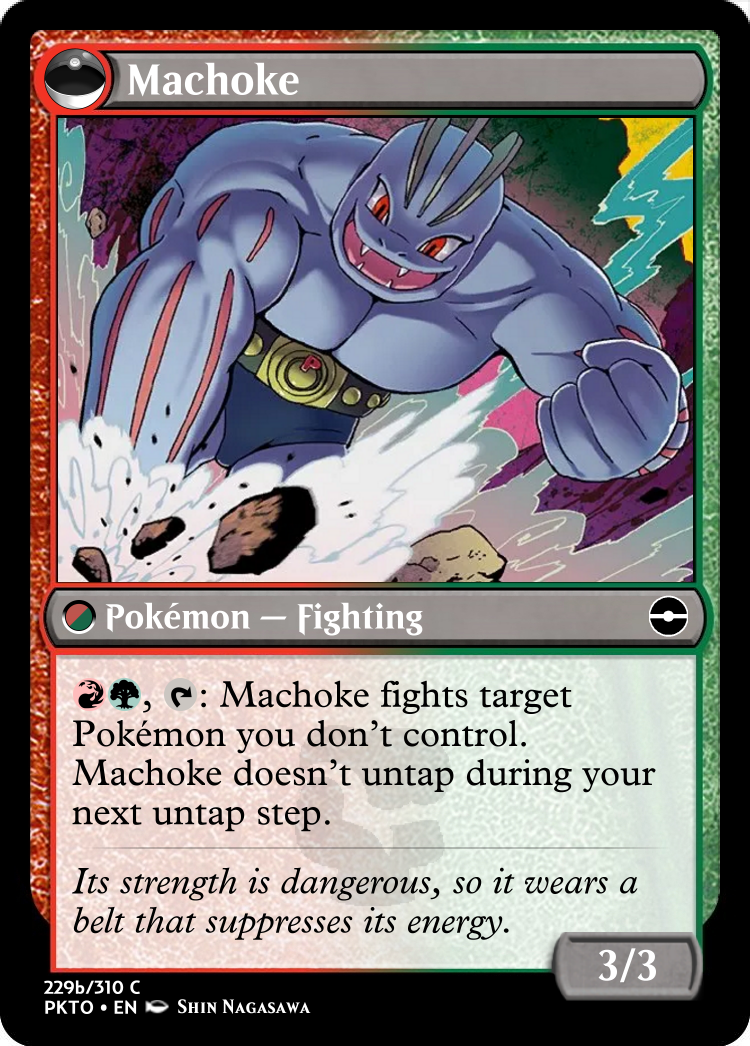 Machoke
P
Pokémon — Fighting
, : Machoke fights target
Pokémon you don't control.
Machoke doesn't untap during your
next untap step.
Its strength is dangerous, so it wears a
belt that suppresses its energy.
3/3
229b/310 C
PKTO • EN Shin Nagasawa